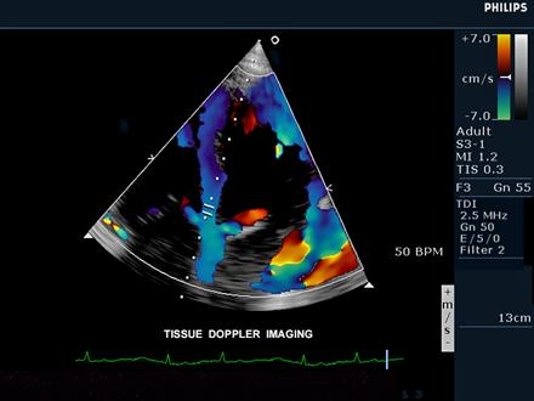 PHILIPS
+7.0
cm/s
-7.0
Adult
S3-1
MI 1.2
TIS 0.3
F3 Gn 55
TDI
2.5 MHz
Gn 50
E/5/0
Filter 2
50 BPM
+
m
/
s
-
13cm
TISSUE DOPPLER IMAGING
S 3